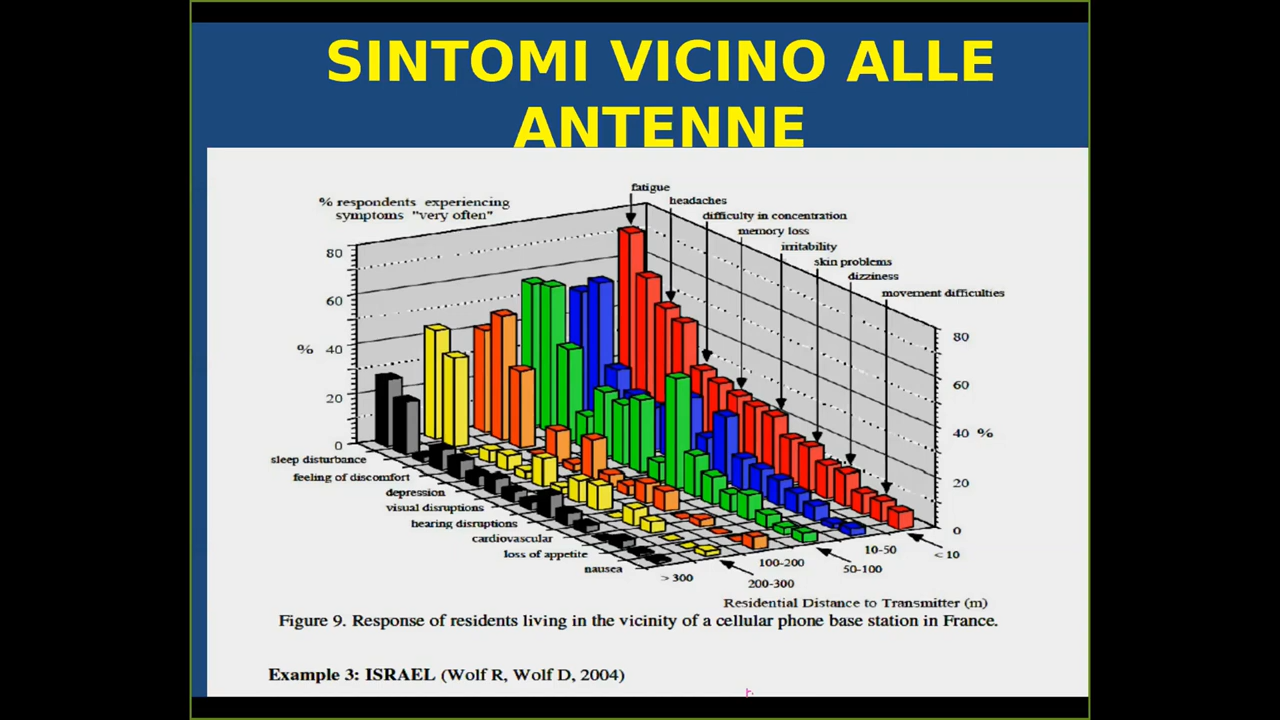 SINTOMI VICINO ALLE
ANTENNE
% respondents experiencing
symptoms "very often"
fatigue
headaches
difficulty in concentration
memory loss
irritability
skin problems
dizziness
movement difficulties
80
60
% 40
20
0
80
60
40 %
20
0
sleep disturbance
feeling of discomfort
depression
visual disruptions
hearing disruptions
cardiovascular
loss of appetite
nausea
> 300
200-300
100-200
50-100
10-50
< 10
Residential Distance to Transmitter (m)
Figure 9. Response of residents living in the vicinity of a cellular phone base station in France.
Example 3: ISRAEL (Wolf R, Wolf D, 2004)